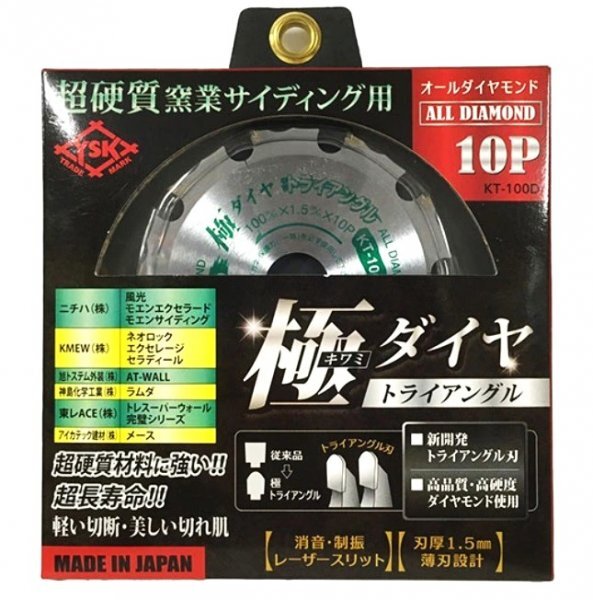 超硬質 窯業サイディング用
オールダイヤモンド
ALL DIAMOND
10P
KT-100D
YSK
TRADE MARK
極ダイヤ トライアングル
100㎜×1.5㎜×10P
KT-10
ALL DIAM
ニチハ(株) 風光
モエンエクセラード
モエンサイディング
KMEW(株) ネオロック
エクセレージ
セラディール
旭トステム外装(株) AT-WALL
神島化学工業(株) ラムダ
東レACE(株) トレスーパーウォール
完璧シリーズ
アイカテック建材(株) メース
極ダイヤ
キワミ
トライアングル
超硬質材料に強い!!
超長寿命!!
軽い切断・美しい切れ肌
従来品
極
トライアングル
トライアングル刃
■新開発
トライアングル刃
■高品質・高硬度
ダイヤモンド使用
消音・制振
レーザースリット
刃厚1.5㎜
薄刃設計
MADE IN JAPAN